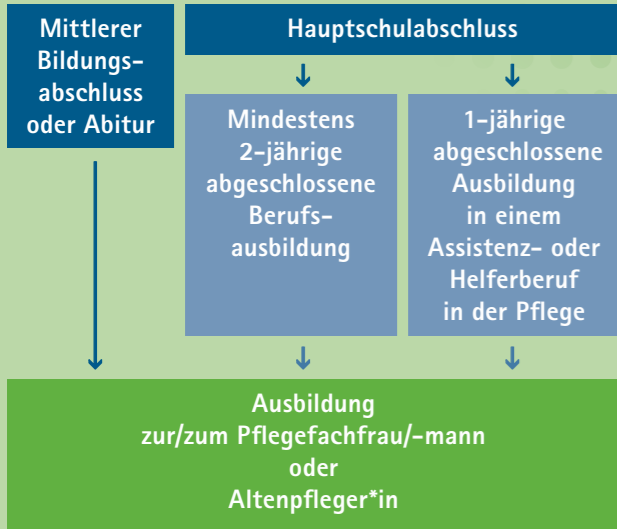 Mittlerer
Bildungs-
abschluss
oder Abitur
Hauptschulabschluss
Mindestens
2-jährige
abgeschlossene
Berufs-
ausbildung
1-jährige
abgeschlossene
Ausbildung
in einem
Assistenz- oder
Helferberuf
in der Pflege
Ausbildung
zur/zum Pflegefachfrau/-mann
oder
Altenpfleger*in